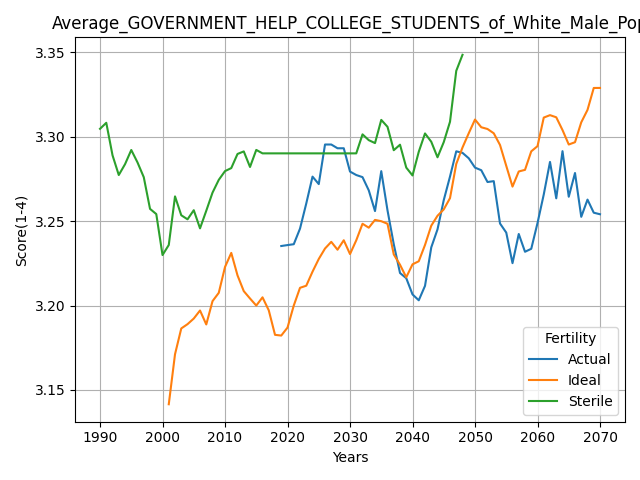 Average_GOVERNMENT_HELP_COLLEGE_STUDENTS_of_White_Male_Pop
3.35
3.30
3.25
3.20
3.15
Score(1-4)
1990 2000 2010 2020 2030 2040 2050 2060 2070
Years
Fertility
Actual
Ideal
Sterile